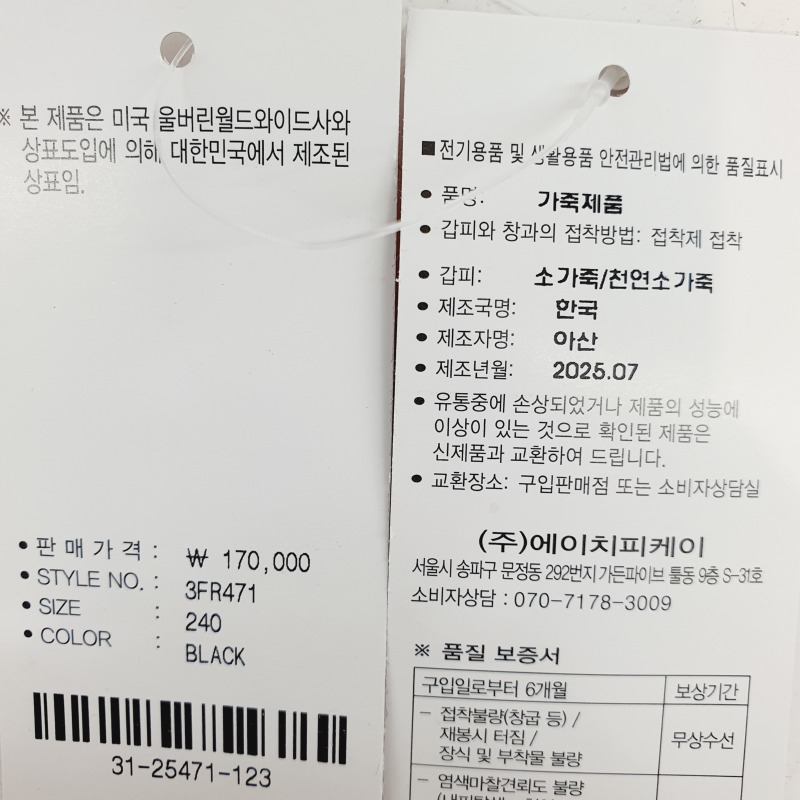 ※ 본 제품은 미국 울버린월드와이드사와
상표도입에 의해 대한민국에서 제조된
상표임.
• 판매가격 : ₩ 170,000
• STYLE NO. : 3FR471
• SIZE : 240
• COLOR : BLACK
31-25471-123
■ 전기용품 및 생활용품 안전관리법에 의한 품질표시
• 품명: 가죽제품
• 갑피와 창과의 접착방법: 접착제 접착
• 갑피: 소가죽/천연소가죽
• 제조국명: 한국
• 제조자명: 아산
• 제조년월: 2025.07
• 유통중에 손상되었거나 제품의 성능에
이상이 있는 것으로 확인된 제품은
신제품과 교환하여 드립니다.
• 교환장소: 구입판매점 또는 소비자상담실
(주)에이치피케이
서울시 송파구 문정동 292번지 가든파이브 툴동 9층 S-31호
소비자상담 : 070-7178-3009
※ 품질 보증서
구입일로부터 6개월 보상기간
- 접착불량(창굽 등) /
재봉시 터짐 /
장식 및 부착물 불량
무상수선
- 염색마찰견뢰도 불량